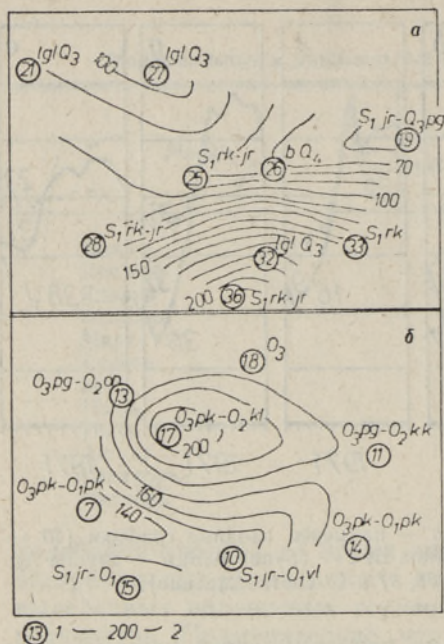 а
lglQ₃
lglQ₃
21
100
21
S₁jr-Q₃pg
19
S₁rk-jr
bQ₄
25
26
70
100
S₁rk-jr
28
lglQ₃
S₁rk
32
33
150
200
36
S₁rk-jr
б
O₃
18
O₃pg-O₂
13
O₃pk-O₂kl
17
200
O₃pg-O₂kk
11
O₃pk-O₁pk
7
160
140
O₃pk-O₁pk
14
10
S₁jr-O₁
15
S₁jr-O₁vl
13 1 — 200 — 2